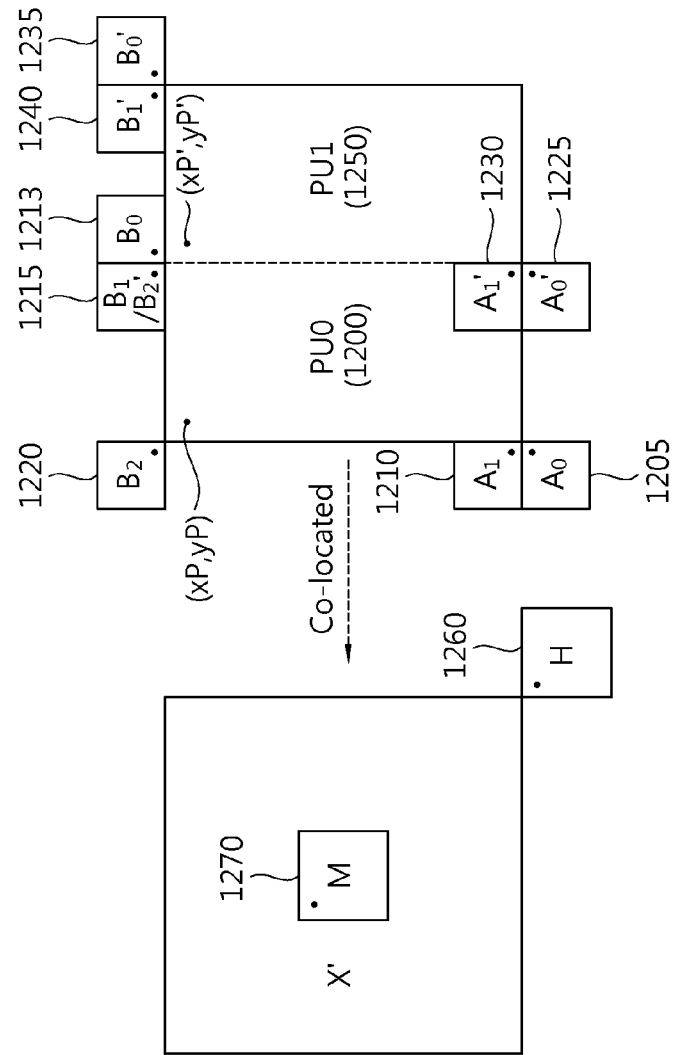 1220 1215 1213 1240 1235
B₂ B₁ B₀ B₁' B₀'
/B₂'
(xP,yP) (xP',yP')
1270
Co-located
PU0 PU1
(1200) (1250)
X' M
1210
1260
A₁ A₁' 1230
H A₀ A₀' 1225
1205